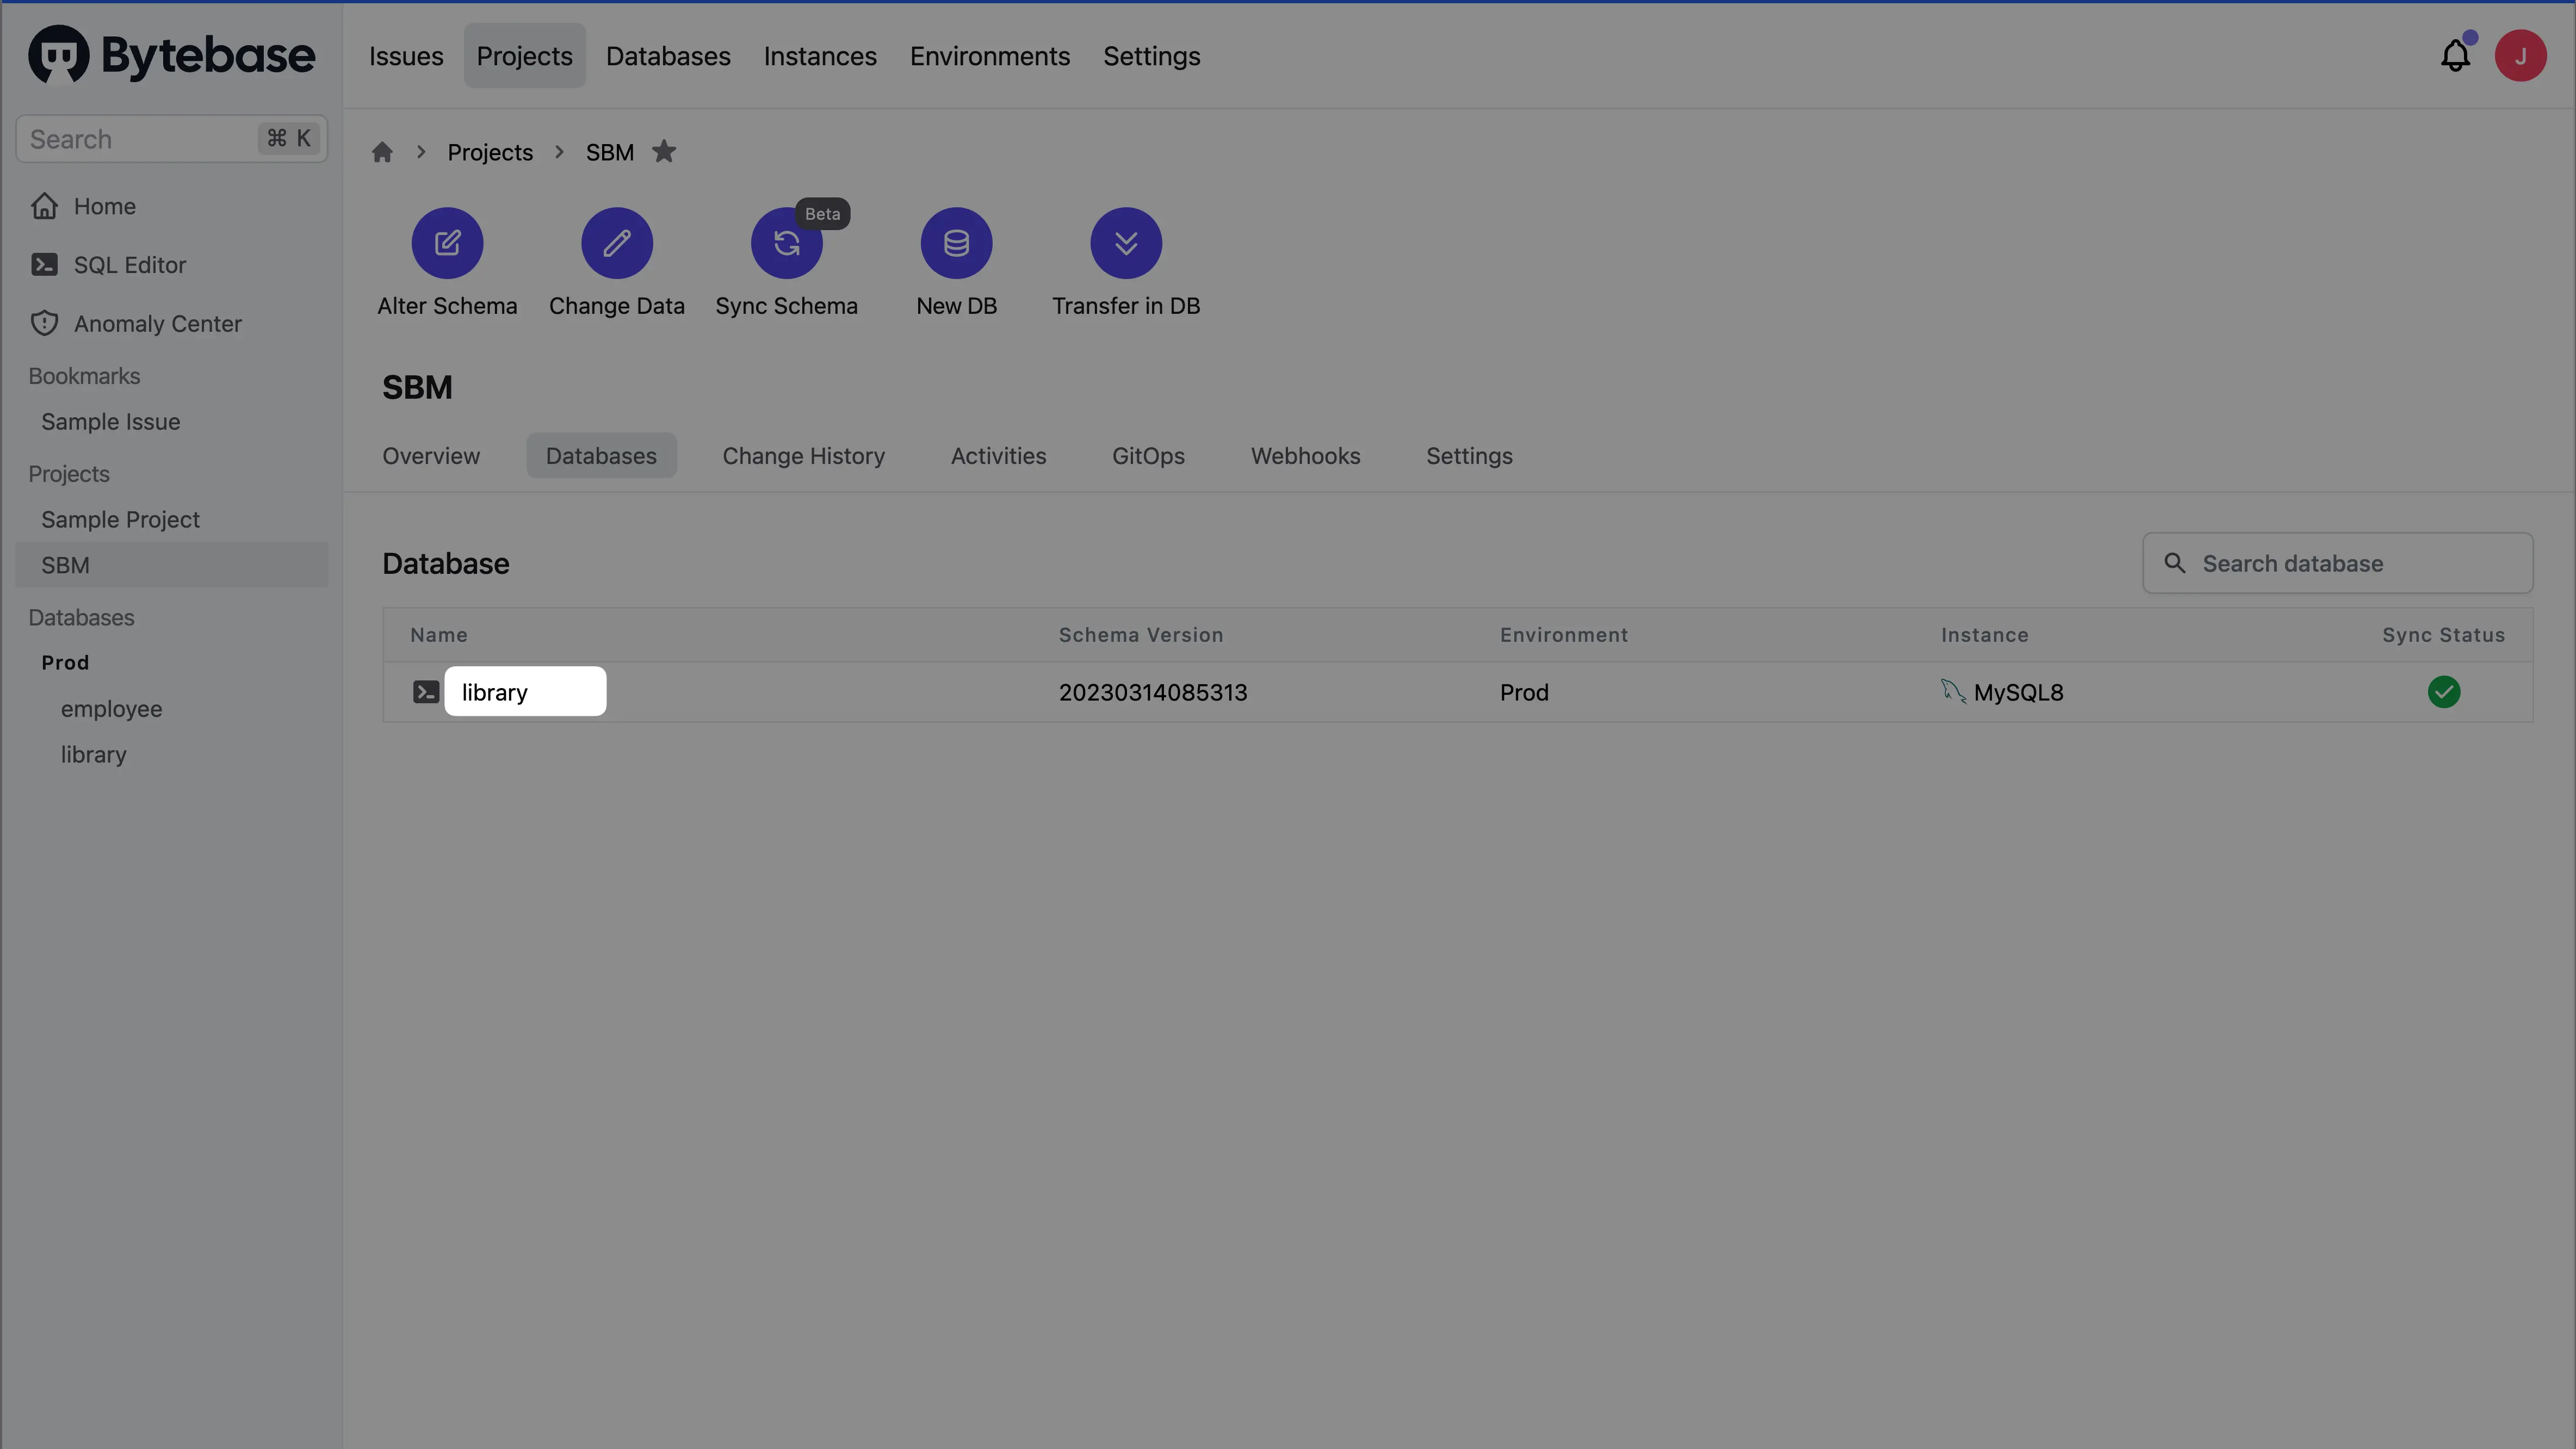 Bytebase
Issues
Projects
Databases
Instances
Environments
Settings
J
Search
⌘ K
Home
SQL Editor
Anomaly Center
Bookmarks
Sample Issue
Projects
Sample Project
SBM
Databases
Prod
employee
library
Projects
SBM
Beta
Alter Schema
Change Data
Sync Schema
New DB
Transfer in DB
SBM
Overview
Databases
Change History
Activities
GitOps
Webhooks
Settings
Database
Search database
Name
Schema Version
Environment
Instance
Sync Status
library
20230314085313
Prod
MySQL8